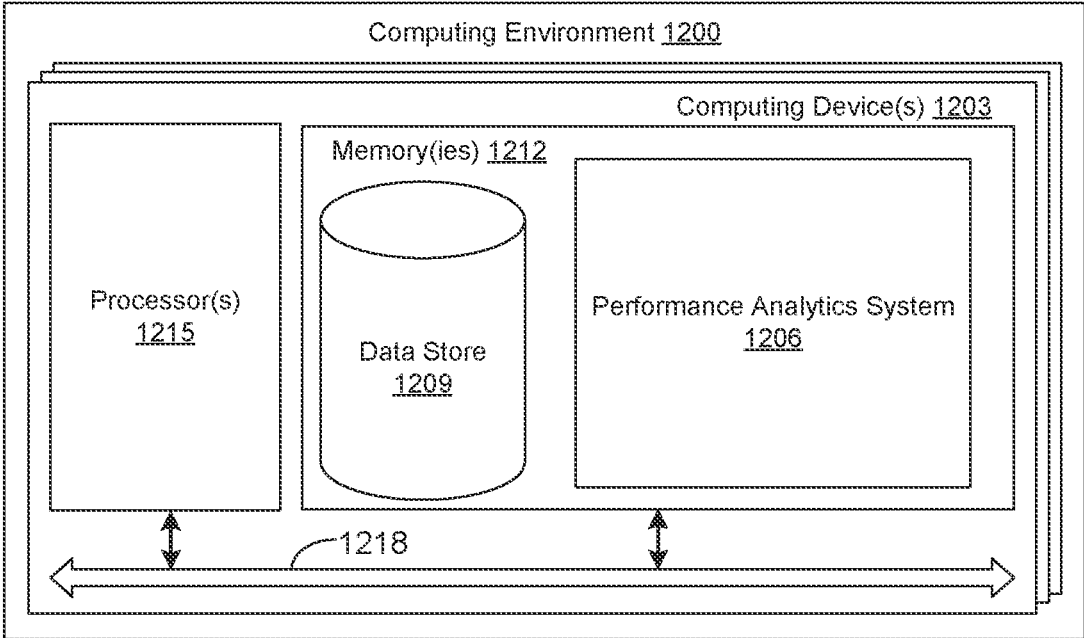 Computing Environment 1200
Computing Device(s) 1203
Memory(ies) 1212
Processor(s)
1215
Data Store
1209
Performance Analytics System
1206
1218